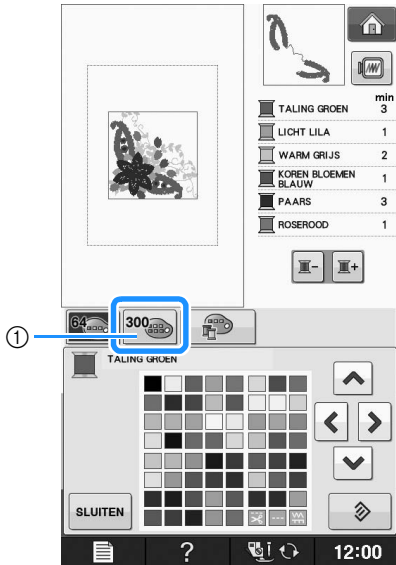 min
TALING GROEN 3
LICHT LILA 1
WARM GRIJS 2
KOREN BLOEMEN
BLAUW 1
PAARS 3
ROSEROOD 1
- +
64 300
①
TALING GROEN
SLUITEN
? 12:00